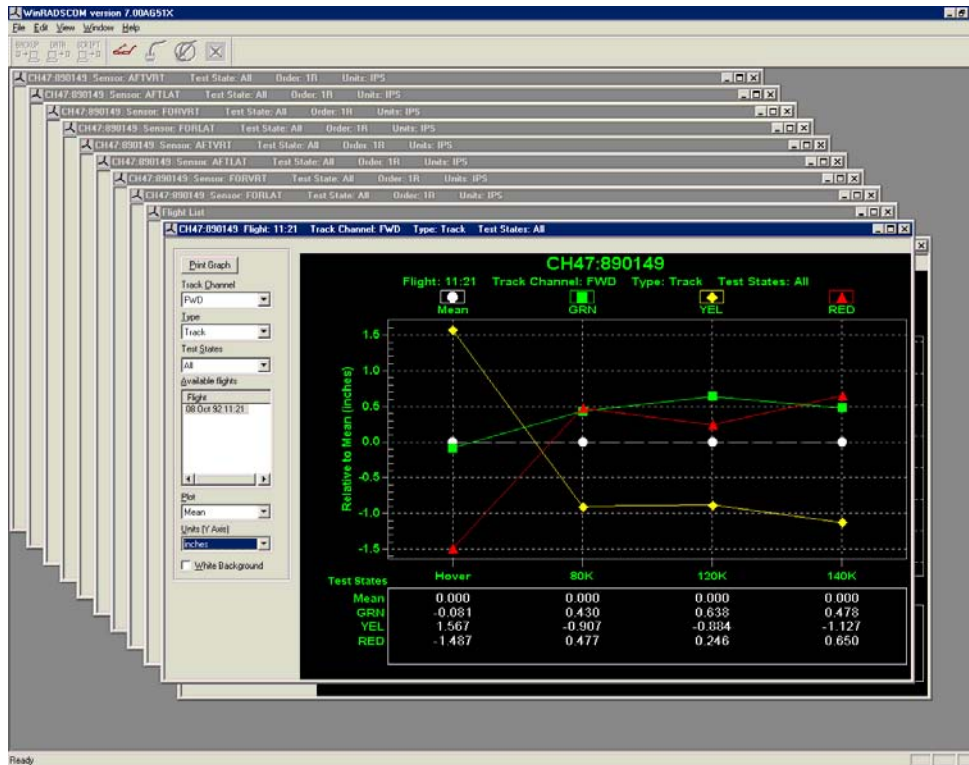 WinRADSCOM version 7.00AG51X
File Edit View Window Help
BACKUP DATA SCRIPT
CH47:890149 Sensor: AFTVRT Test State: All Order: 1R Units: IPS
CH47:890149 Sensor: AFTLAT Test State: All Order: 1R Units: IPS
CH47:890149 Sensor: FORVRT Test State: All Order: 1R Units: IPS
CH47:890149 Sensor: FORLAT Test State: All Order: 1R Units: IPS
CH47:890149 Sensor: AFTVRT Test State: All Order: 1R Units: IPS
CH47:890149 Sensor: AFTLAT Test State: All Order: 1R Units: IPS
CH47:890149 Sensor: FORVRT Test State: All Order: 1R Units: IPS
CH47:890149 Sensor: FORLAT Test State: All Order: 1R Units: IPS
Flight List
CH47:890149 Flight: 11:21 Track Channel: FWD Type: Track Test States: All
Print Graph
Track Channel
FWD
Type
Track
Test States
All
Available flights
Flight
08 Oct 92 11:21
Plot
Mean
Units (Y Axis)
inches
White Background
CH47:890149
Flight: 11:21 Track Channel: FWD Type: Track Test States: All
Mean GRN YEL RED
Relative to Mean (inches)
1.5
1.0
0.5
0.0
-0.5
-1.0
-1.5
Test States Hover 80K 120K 140K
Mean 0.000 0.000 0.000 0.000
GRN -0.081 0.430 0.638 0.478
YEL 1.567 -0.907 -0.884 -1.127
RED -1.487 0.477 0.246 0.650
Ready